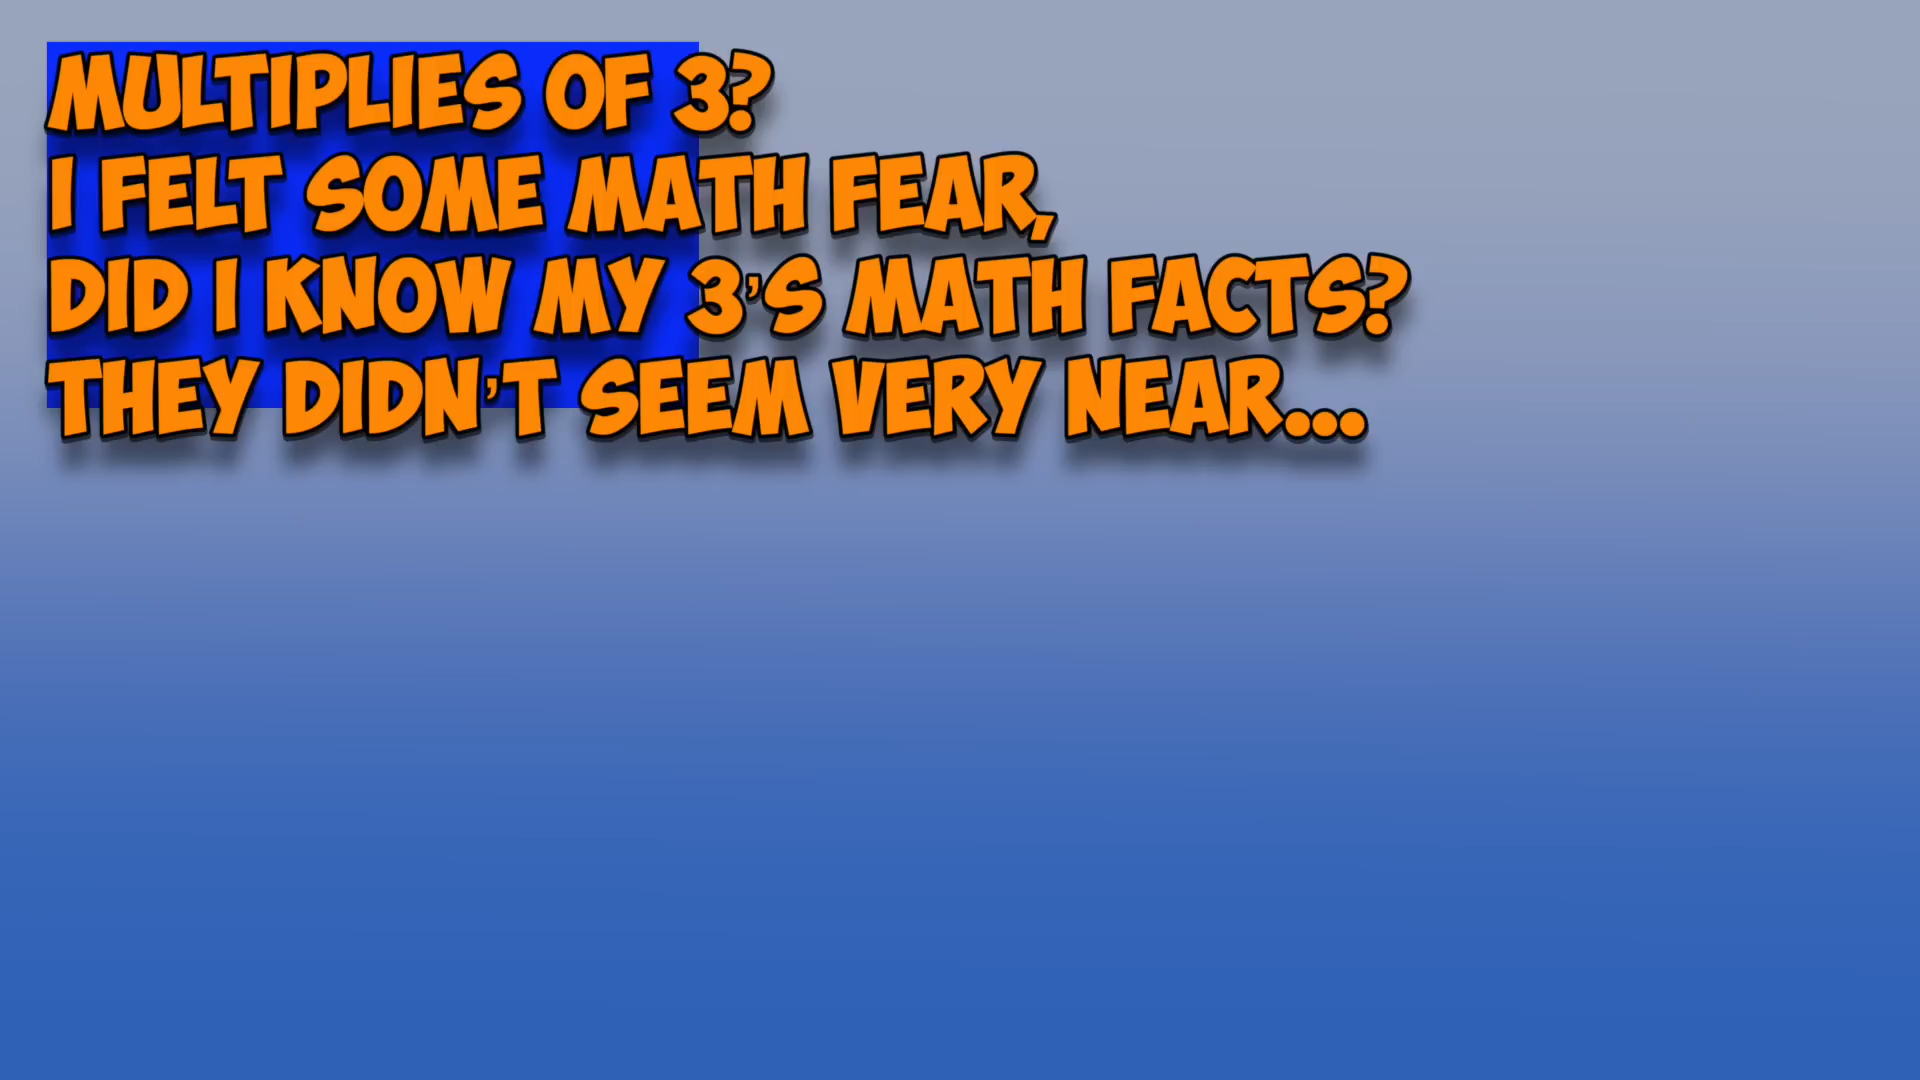 MULTIPLIES OF 3?
I FELT SOME MATH FEAR,
DID I KNOW MY 3'S MATH FACTS?
THEY DIDN'T SEEM VERY NEAR...